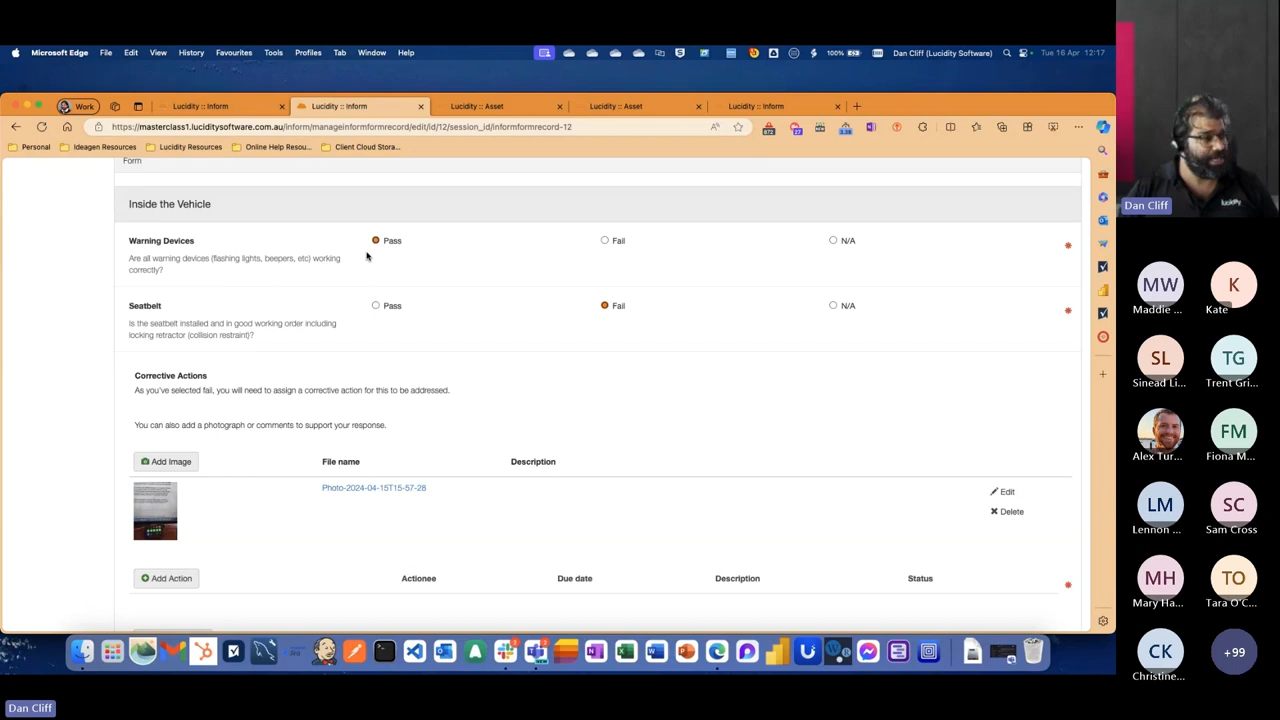 Microsoft Edge File Edit View History Favourites Tools Profiles Tab Window Help 100% Dan Cliff (Lucidity Software) Tue 16 Apr 12:17
Work Lucidity :: Inform Lucidity :: Inform Lucidity :: Asset Lucidity :: Asset Lucidity :: Inform
https://masterclass1.luciditysoftware.com.au/inform/manageinformformrecord/edit/id/12/session_id/informformrecord-12
Personal Ideagen Resources Lucidity Resources Online Help Resou... Client Cloud Stora...
Form
Inside the Vehicle
Warning Devices Pass Fail N/A
Are all warning devices (flashing lights, beepers, etc) working
correctly?
Seatbelt Pass Fail N/A
Is the seatbelt installed and in good working order including
locking retractor (collision restraint)?
Corrective Actions
As you've selected fail, you will need to assign a corrective action for this to be addressed.
You can also add a photograph or comments to support your response.
Add Image File name Description
Photo-2024-04-15T15-57-28
Edit
Delete
Add Action Actionee Due date Description Status
lucidity
Dan Cliff
MW K
Maddie ... Kate
SL TG
Sinead Li... Trent Gri...
FM
Alex Tur... Fiona M...
LM SC
Lennon ... Sam Cross
MH TO
Mary Ha... Tara O'C...
CK +99
Christine...
Dan Cliff